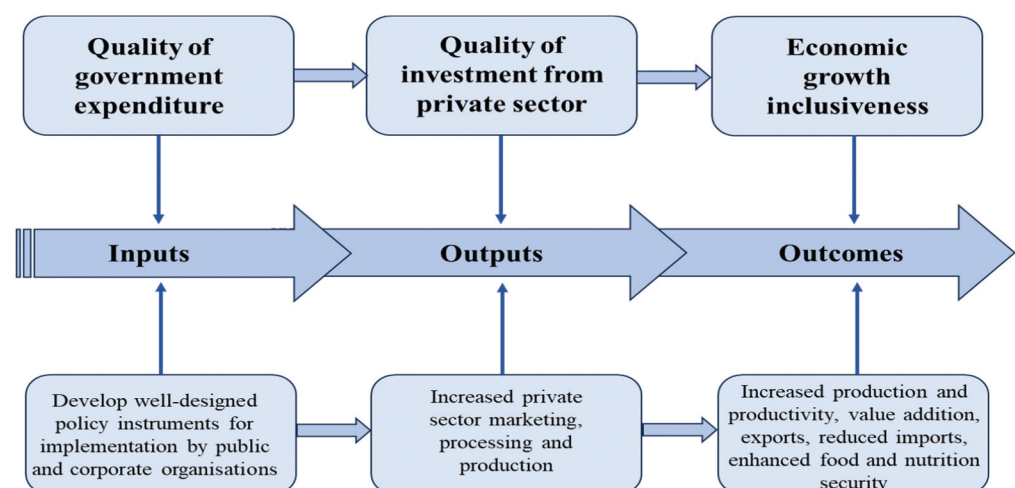 Quality of
government
expenditure
Quality of
investment from
private sector
Economic
growth
inclusiveness
Inputs
Outputs
Outcomes
Develop well-designed
policy instruments for
implementation by public
and corporate organisations
Increased private
sector marketing,
processing and
production
Increased production and
productivity, value addition,
exports, reduced imports,
enhanced food and nutrition
security